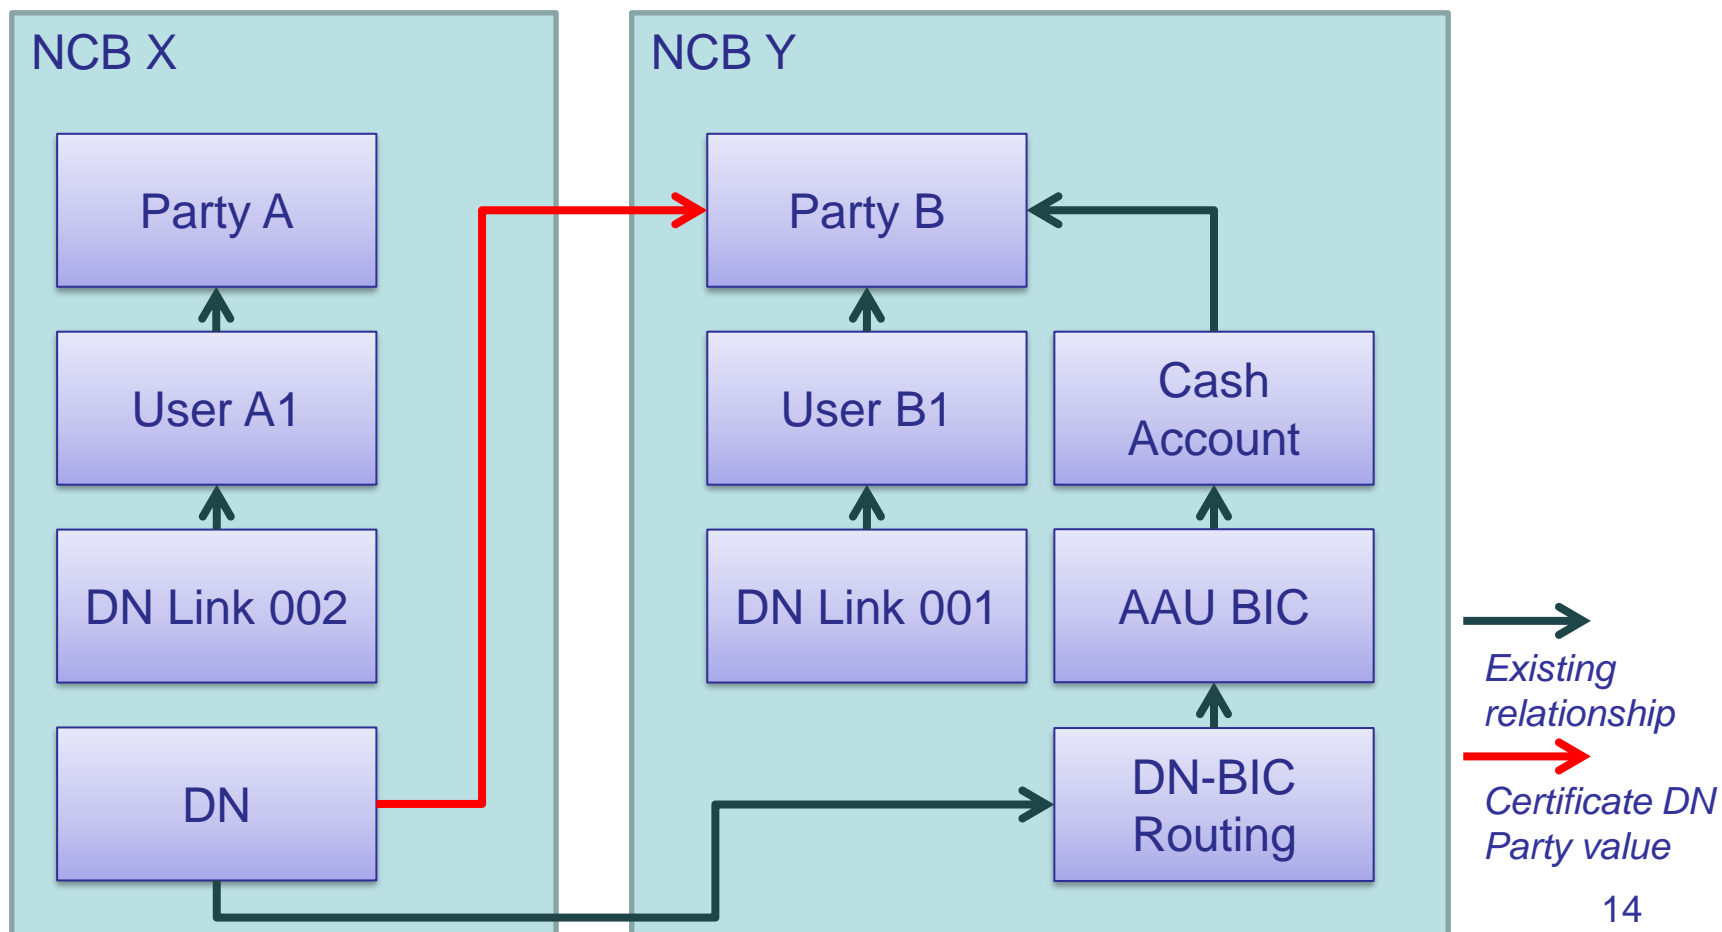 NCB X
NCB Y
Party A
Party B
User A1
User B1
Cash
Account
DN Link 002
DN Link 001
AAU BIC
DN
DN-BIC
Routing
Existing
relationship
Certificate DN
Party value
14